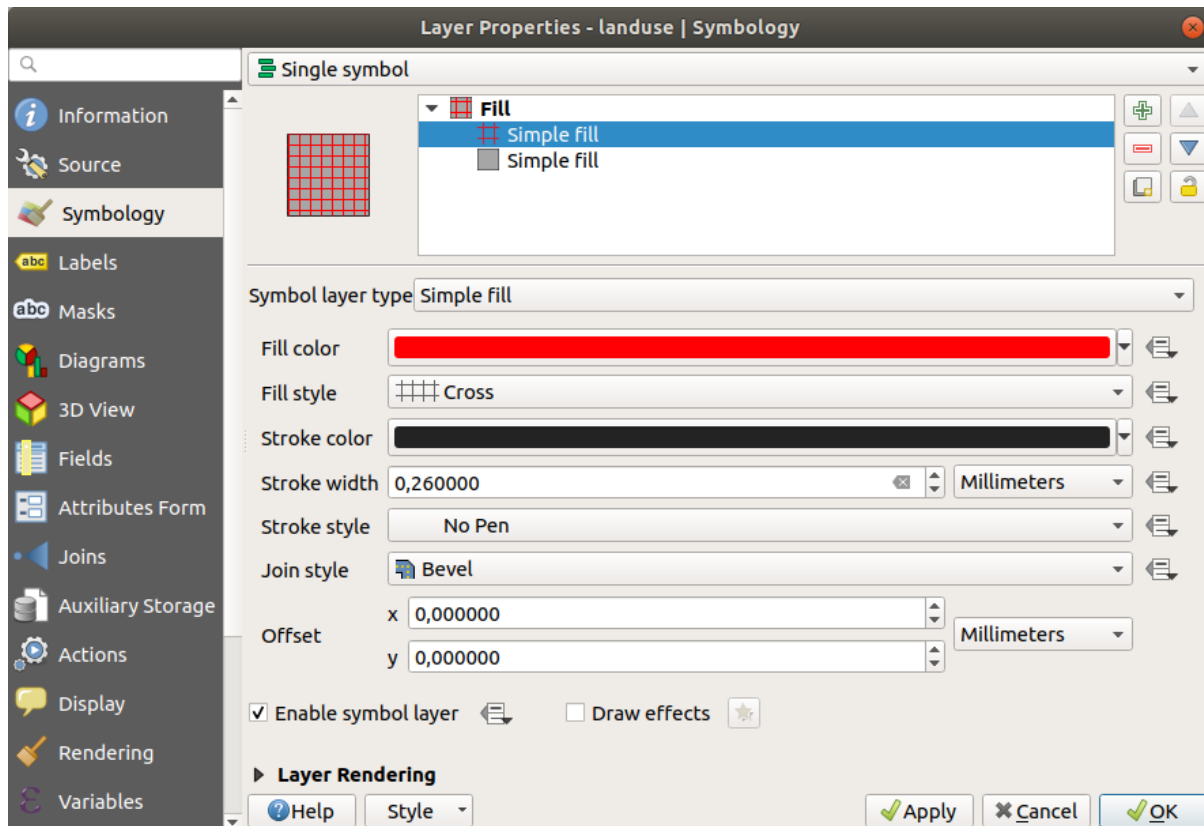 Layer Properties - landuse | Symbology
Single symbol
Information
Source
Symbology
abc Labels
abc Masks
Diagrams
3D View
Fields
Attributes Form
Joins
Auxiliary Storage
Actions
Display
Rendering
Variables
Fill
Simple fill
Simple fill
Symbol layer type Simple fill
Fill color
Fill style Cross
Stroke color
Stroke width 0,260000 Millimeters
Stroke style No Pen
Join style Bevel
Offset
x 0,000000
y 0,000000
Millimeters
Enable symbol layer Draw effects
Layer Rendering
Help Style Apply Cancel OK